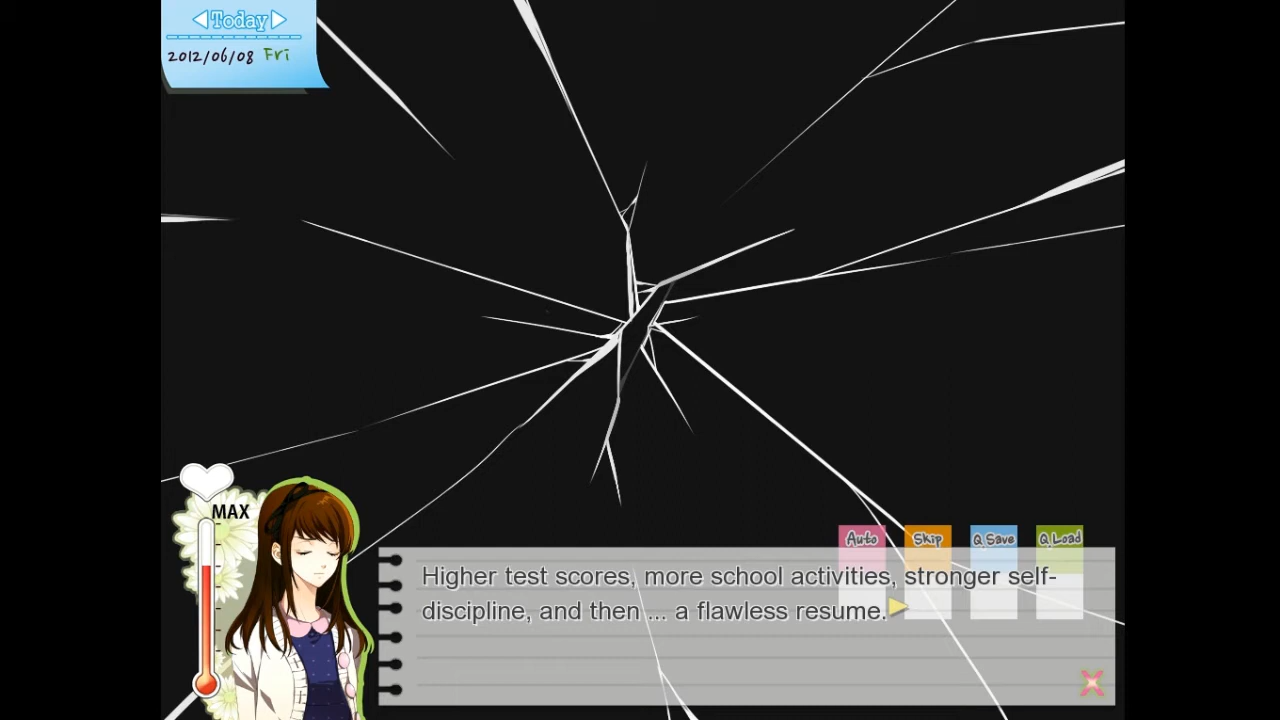 Today
2012/06/08 Fri
MAX
Auto Skip Q.Save Q.Load
Higher test scores, more school activities, stronger self-
discipline, and then ... a flawless resume.